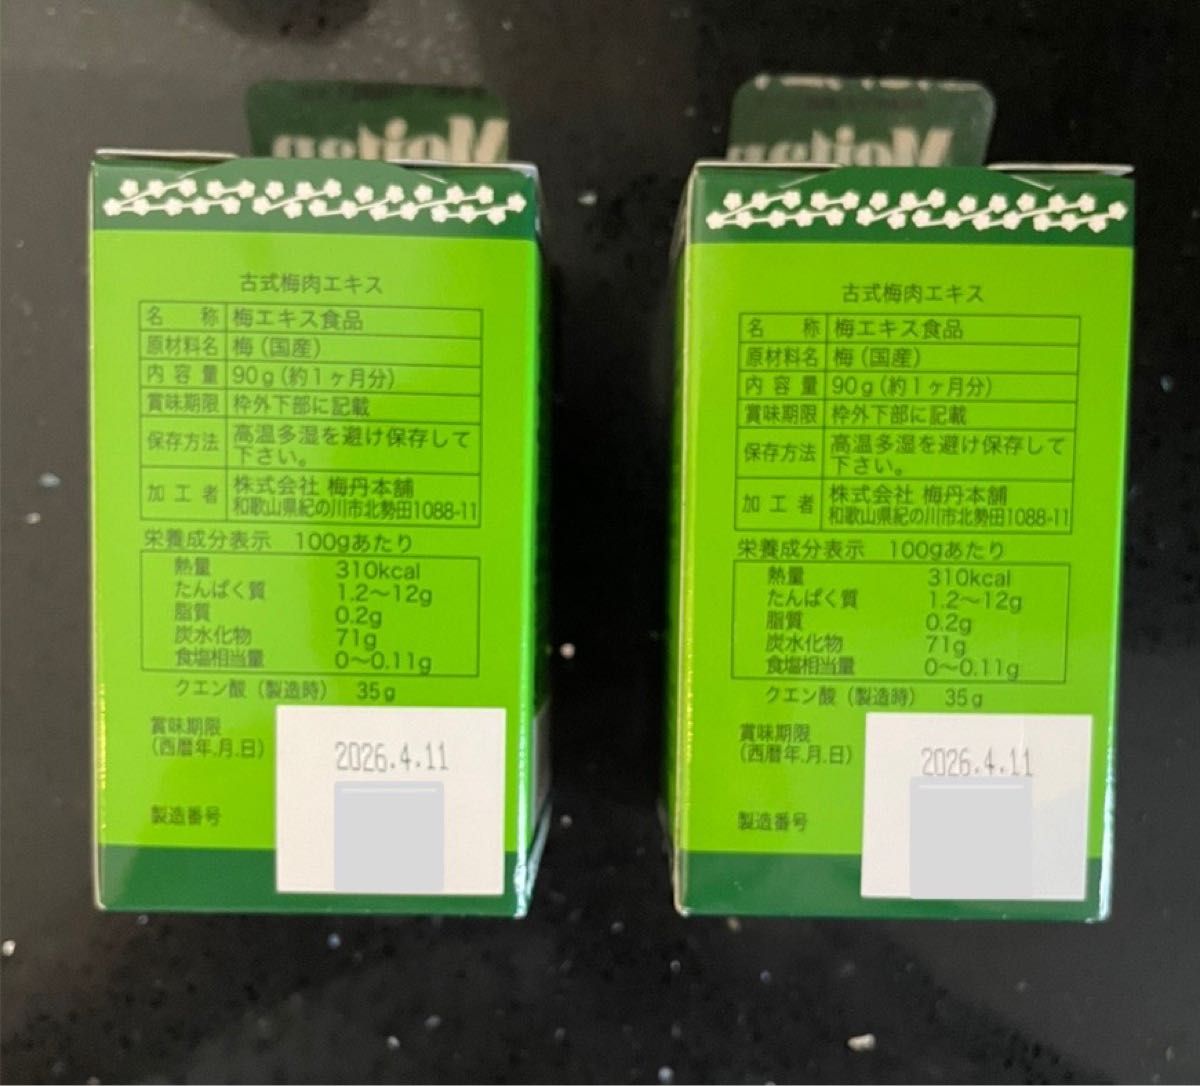 古式梅肉エキス
名 称 梅エキス食品
原材料名 梅（国産）
内 容 量 90g（約1ヶ月分）
賞味期限 枠外下部に記載
保存方法 高温多湿を避け保存して
下さい。
加 工 者 株式会社 梅丹本舗
和歌山県紀の川市北勢田1088-11
栄養成分表示 100gあたり
熱量 310kcal
たんぱく質 1.2～12g
脂質 0.2g
炭水化物 71g
食塩相当量 0～0.11g
クエン酸（製造時） 35g
賞味期限
（西暦年.月.日）
2026.4.11
製造番号
古式梅肉エキス
名 称 梅エキス食品
原材料名 梅（国産）
内 容 量 90g（約1ヶ月分）
賞味期限 枠外下部に記載
保存方法 高温多湿を避け保存して
下さい。
加 工 者 株式会社 梅丹本舗
和歌山県紀の川市北勢田1088-11
栄養成分表示 100gあたり
熱量 310kcal
たんぱく質 1.2～12g
脂質 0.2g
炭水化物 71g
食塩相当量 0～0.11g
クエン酸（製造時） 35g
賞味期限
（西暦年.月.日）
2026.4.11
製造番号